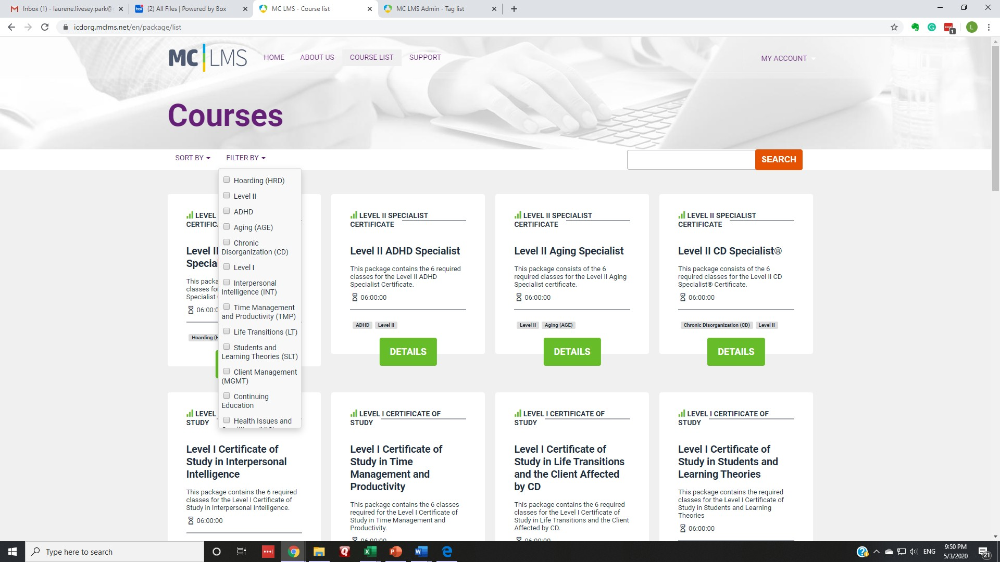 Inbox (1) - laurene.livesey.park@
(2) All Files | Powered by Box
MC LMS - Course list
MC LMS Admin - Tag list
icdorg.mclms.net/en/package/list
1
L
MC|LMS
HOME
ABOUT US
COURSE LIST
SUPPORT
MY ACCOUNT
Courses
SORT BY
FILTER BY
SEARCH
Hoarding (HRD)
Level II
ADHD
Aging (AGE)
Chronic
Disorganization (CD)
Level I
Interpersonal
Intelligence (INT)
Time Management
and Productivity (TMP)
Life Transitions (LT)
Students and
Learning Theories (SLT)
Client Management
(MGMT)
Continuing
Education
Health Issues and
LEVEL
CERTIFICA
Level II
Special
This packa
classes for
Specialist
06:00:0
Hoarding (H
LEVEL II SPECIALIST
CERTIFICATE
Level II ADHD Specialist
This package contains the 6 required
classes for the Level II ADHD
Specialist Certificate.
06:00:00
ADHD
Level II
DETAILS
LEVEL II SPECIALIST
CERTIFICATE
Level II Aging Specialist
This package consists of the 6
required classes for the Level II Aging
Specialist certificate.
06:00:00
Level II
Aging (AGE)
DETAILS
LEVEL II SPECIALIST
CERTIFICATE
Level II CD Specialist®
This package consists of the 6
required classes for the Level II CD
Specialist® Certificate.
06:00:00
Chronic Disorganization (CD)
Level II
DETAILS
LEVEL
STUDY
Level I Certificate of
Study in Interpersonal
Intelligence
This package contains the 6 required
classes for the Level I Certificate of
Study in Interpersonal Intelligence.
06:00:00
LEVEL I CERTIFICATE OF
STUDY
Level I Certificate of
Study in Time
Management and
Productivity
This package contains the 6 classes
required for the Level I Certificate of
Study in Time Management and
Productivity.
06:00:00
LEVEL I CERTIFICATE OF
STUDY
Level I Certificate of
Study in Life Transitions
and the Client Affected
by CD
This package contains the 6 required
classes for the Level I Certificate of
Study in Life Transitions and the Client
Affected by CD.
06:00:00
LEVEL I CERTIFICATE OF
STUDY
Level I Certificate of
Study in Students and
Learning Theories
This package contains the required
classes for the Level I Certificate of
Study in Students and Learning
Theories
06:00:00
Type here to search
ENG
9:50 PM
5/3/2020
21